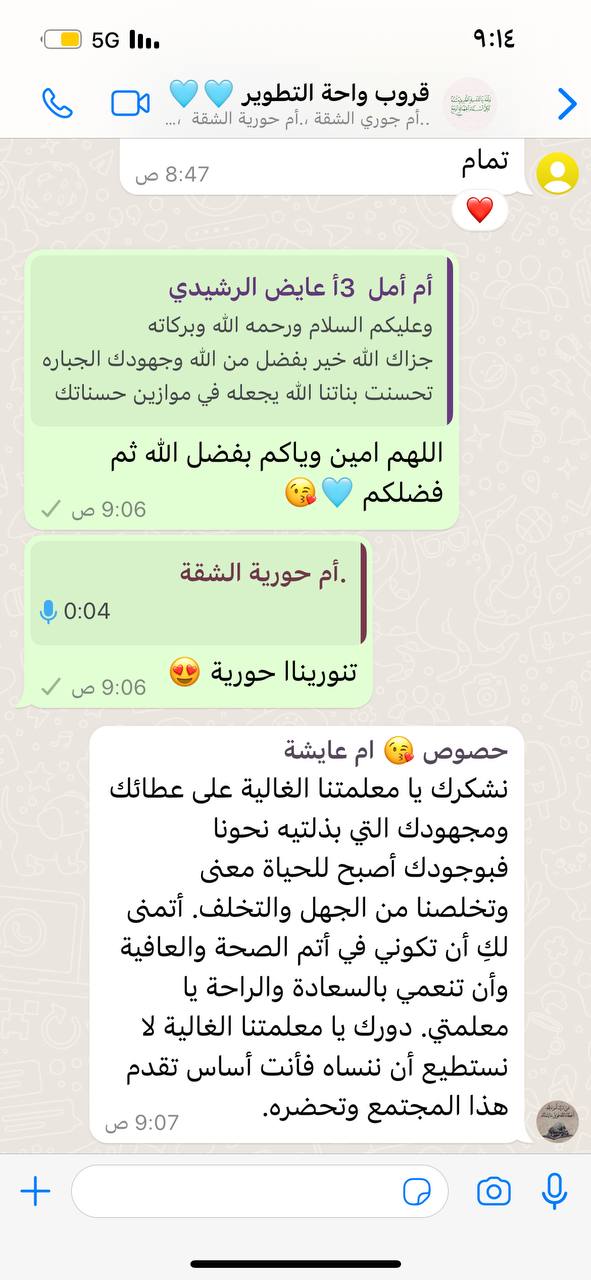 ٩:١٤
5G
قروب واحة التطوير 🩵🩵
..أم جوري الشقة ،.أم حورية الشقة ،...
تمام
8:47 ص
❤️
أم أمل 3أ عايض الرشيدي
وعليكم السلام ورحمه الله وبركاته
جزاك الله خير بفضل من الله وجهودك الجباره
تحسنت بناتنا الله يجعله في موازين حسناتك
اللهم امين وياكم بفضل الله ثم
فضلكم 🩵😘
9:06 ص
.أم حورية الشقة
0:04
تنوريناا حورية 😍
9:06 ص
حصوص 😘 ام عايشة
نشكرك يا معلمتنا الغالية على عطائك
ومجهودك التي بذلتيه نحونا
فبوجودك أصبح للحياة معنى
وتخلصنا من الجهل والتخلف. أتمنى
لكِ أن تكوني في أتم الصحة والعافية
وأن تنعمي بالسعادة والراحة يا
معلمتي. دورك يا معلمتنا الغالية لا
نستطيع أن ننساه فأنت أساس تقدم
هذا المجتمع وتحضره.
9:07 ص